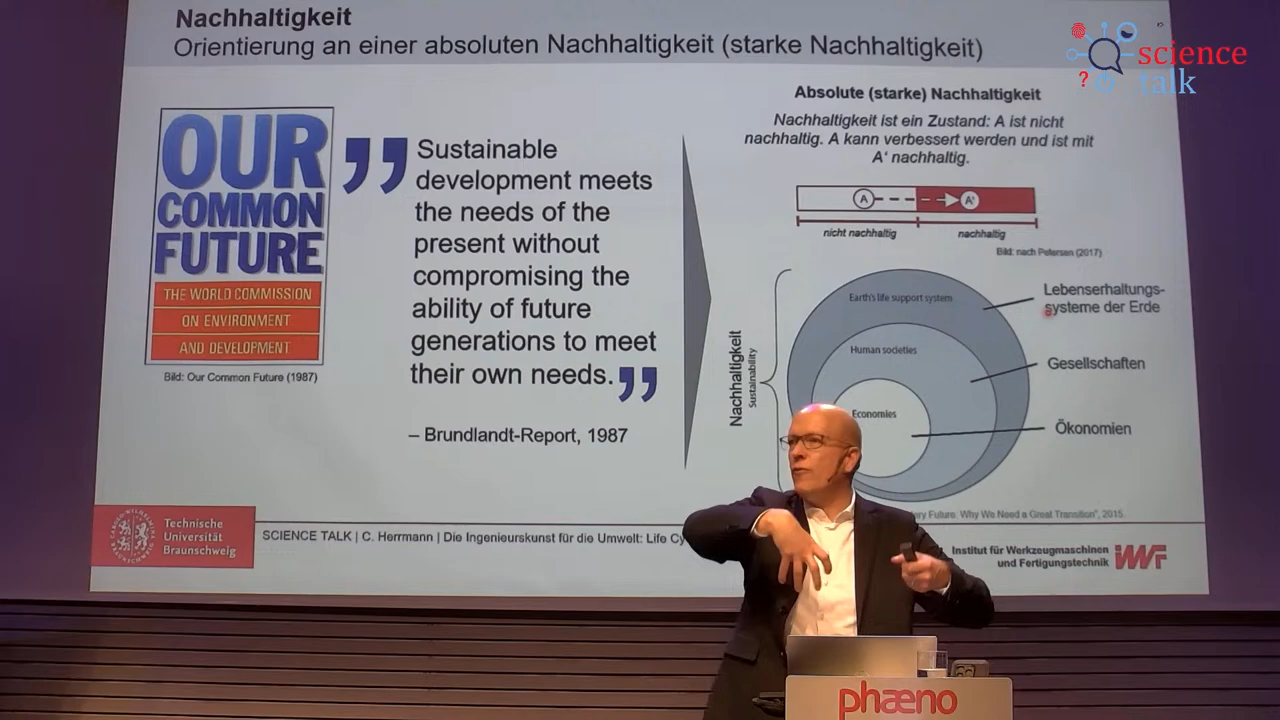 Nachhaltigkeit
Orientierung an einer absoluten Nachhaltigkeit (starke Nachhaltigkeit)
science
talk
?
OUR
COMMON
FUTURE
THE WORLD COMMISSION
ON ENVIRONMENT
AND DEVELOPMENT
Bild: Our Common Future (1987)
Sustainable
development meets
the needs of the
present without
compromising the
ability of future
generations to meet
their own needs.
– Brundlandt-Report, 1987
Absolute (starke) Nachhaltigkeit
Nachhaltigkeit ist ein Zustand: A ist nicht
nachhaltig. A kann verbessert werden und ist mit
A' nachhaltig.
A
A'
nicht nachhaltig
nachhaltig
Bild: nach Petersen (2017)
Nachhaltigkeit
Sustainability
Earth's life support system
Human societies
Economies
Lebenserhaltungs-
systeme der Erde
Gesellschaften
Ökonomien
Future. Why We Need a Great Transition", 2015.
Technische
Universität
Braunschweig
SCIENCE TALK | C. Herrmann | Die Ingenieurskunst für die Umwelt: Life Cy
Institut für Werkzeugmaschinen
und Fertigungstechnik
IWF
phæno